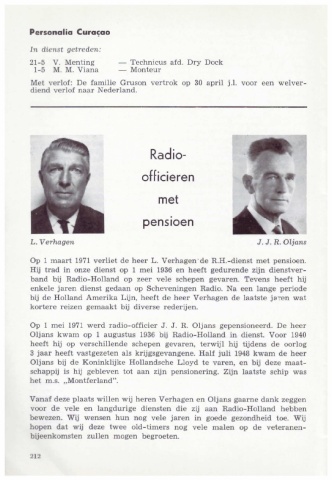 Personalia Curaçao
In dienst getreden:
21-5 V. Menting — Technicus afd. Dry Dock
1-5 M. M. Viana — Monteur
Met verlof: De familie Gruson vertrok op 30 april j.l. voor een welver-
diend verlof naar Nederland.
Radio-
officieren
met
pensioen
L. Verhagen
J. J. R. Oljans
Op 1 maart 1971 verliet de heer L. Verhagen de R.H.-dienst met pensioen.
Hij trad in onze dienst op 1 mei 1936 en heeft gedurende zijn dienstver-
band bij Radio-Holland op zeer vele schepen gevaren. Tevens heeft hij
enkele jaren dienst gedaan op Scheveningen Radio. Na een lange periode
bij de Holland Amerika Lijn, heeft de heer Verhagen de laatste jaren wat
kortere reizen gemaakt bij diverse rederijen.
Op 1 mei 1971 werd radio-officier J. J. R. Oljans gepensioneerd. De heer
Oljans kwam op 1 augustus 1936 bij Radio-Holland in dienst. Voor 1940
heeft hij op verschillende schepen gevaren, terwijl hij tijdens de oorlog
3 jaar heeft vastgezeten als krijgsgevangene. Half juli 1948 kwam de heer
Oljans bij de Koninklijke Hollandsche Lloyd te varen, en bij deze maat-
schappij is hij gebleven tot aan zijn pensionering. Zijn laatste schip was
het m.s. „Montferland”.
Vanaf deze plaats willen wij heren Verhagen en Oljans gaarne dank zeggen
voor de vele en langdurige diensten die zij aan Radio-Holland hebben
bewezen. Wij wensen hun nog vele jaren in goede gezondheid toe. Wij
hopen dat wij deze twee old-timers nog vele malen op de veteranen-
bijeenkomsten zullen mogen begroeten.
212